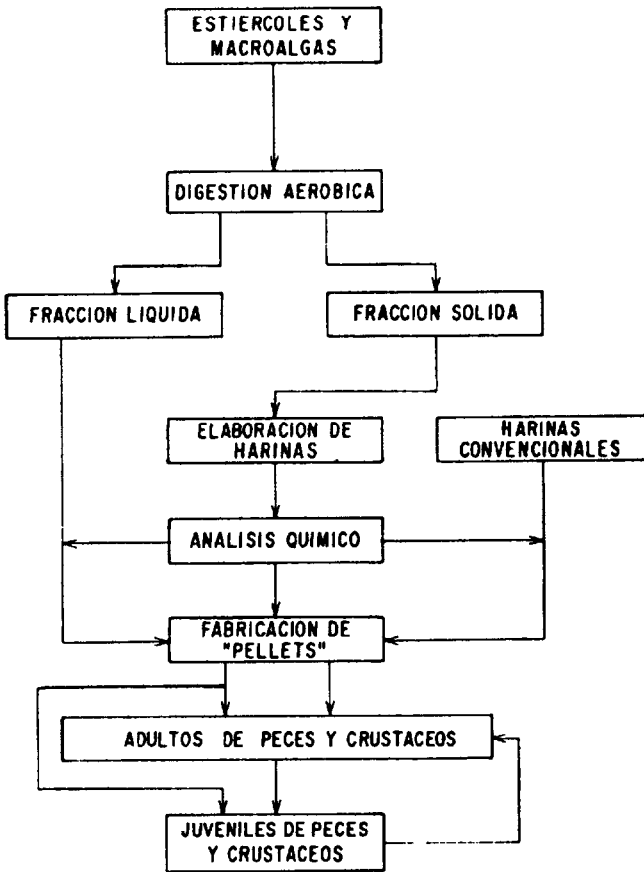 ESTIERCOLES Y
MACROALGAS
DIGESTION AEROBICA
FRACCION LIQUIDA
FRACCION SOLIDA
ELABORACION DE
HARINAS
HARINAS
CONVENCIONALES
ANALISIS QUIMICO
FABRICACION DE
"PELLETS"
ADULTOS DE PECES Y CRUSTACEOS
JUVENILES DE PECES
Y CRUSTACEOS